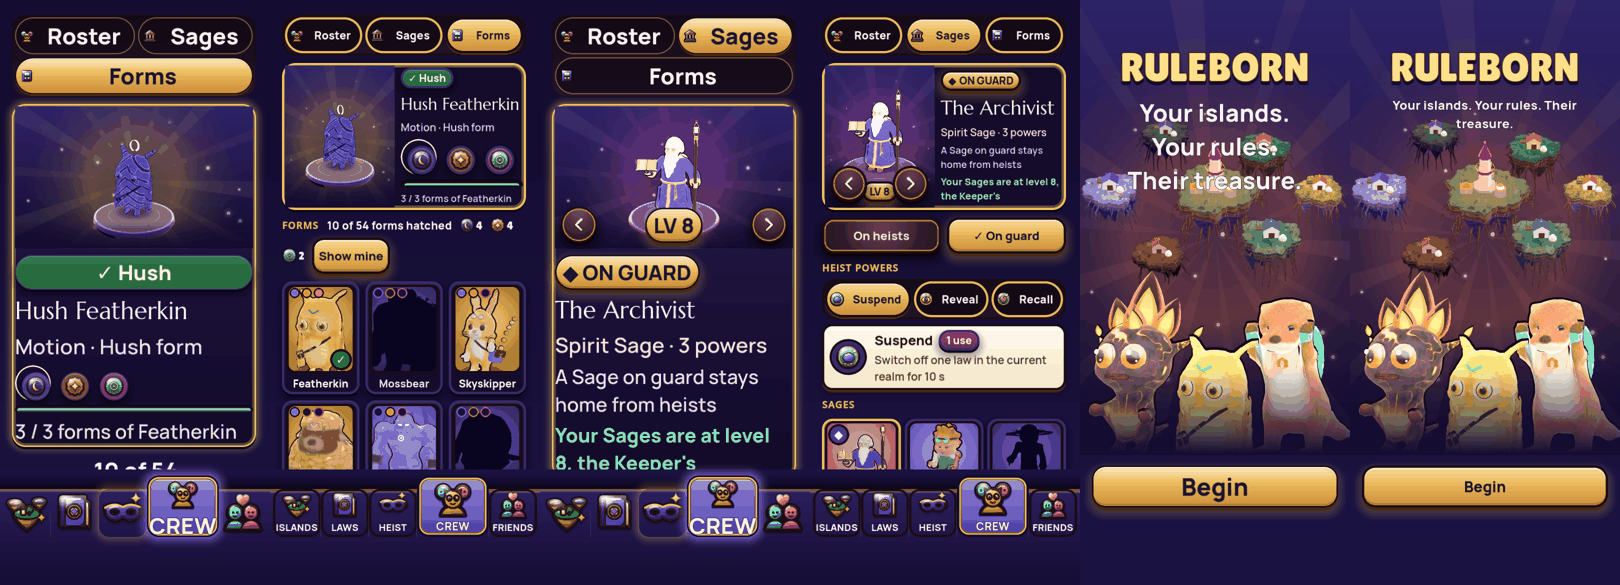 Roster
Sages
Forms
✓ Hush
Hush Featherkin
Motion · Hush form
3 / 3 forms of Featherkin
10 of 54
CREW
Roster
Sages
Forms
✓ Hush
Hush Featherkin
Motion · Hush form
3 / 3 forms of Featherkin
FORMS 10 of 54 forms hatched 4 4
2 Show mine
Featherkin
Mossbear
Skyskipper
ISLANDS
LAWS
HEIST
CREW
FRIENDS
Roster
Sages
Forms
LV 8
◆ ON GUARD
The Archivist
Spirit Sage · 3 powers
A Sage on guard stays
home from heists
Your Sages are at level
8, the Keeper's
CREW
Roster
Sages
Forms
◆ ON GUARD
The Archivist
Spirit Sage · 3 powers
A Sage on guard stays
home from heists
Your Sages are at level 8,
the Keeper's
LV 8
On heists
✓ On guard
HEIST POWERS
Suspend
Reveal
Recall
Suspend 1 use
Switch off one law in the current
realm for 10 s
SAGES
ISLANDS
LAWS
HEIST
CREW
FRIENDS
RULEBORN
Your islands.
Your rules.
Their treasure.
Begin
RULEBORN
Your islands. Your rules. Their
treasure.
Begin